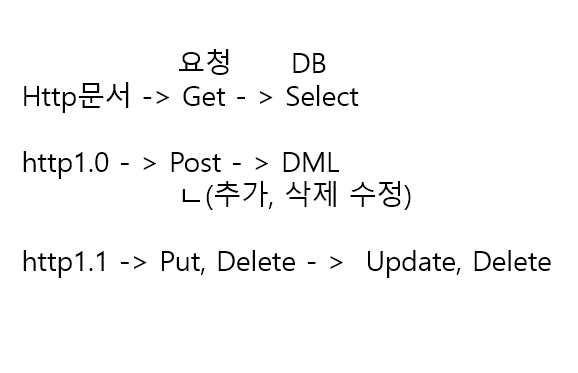 요청 DB
Http문서 -> Get - > Select
http1.0 - > Post - > DML
ㄴ(추가, 삭제 수정)
http1.1 -> Put, Delete - > Update, Delete